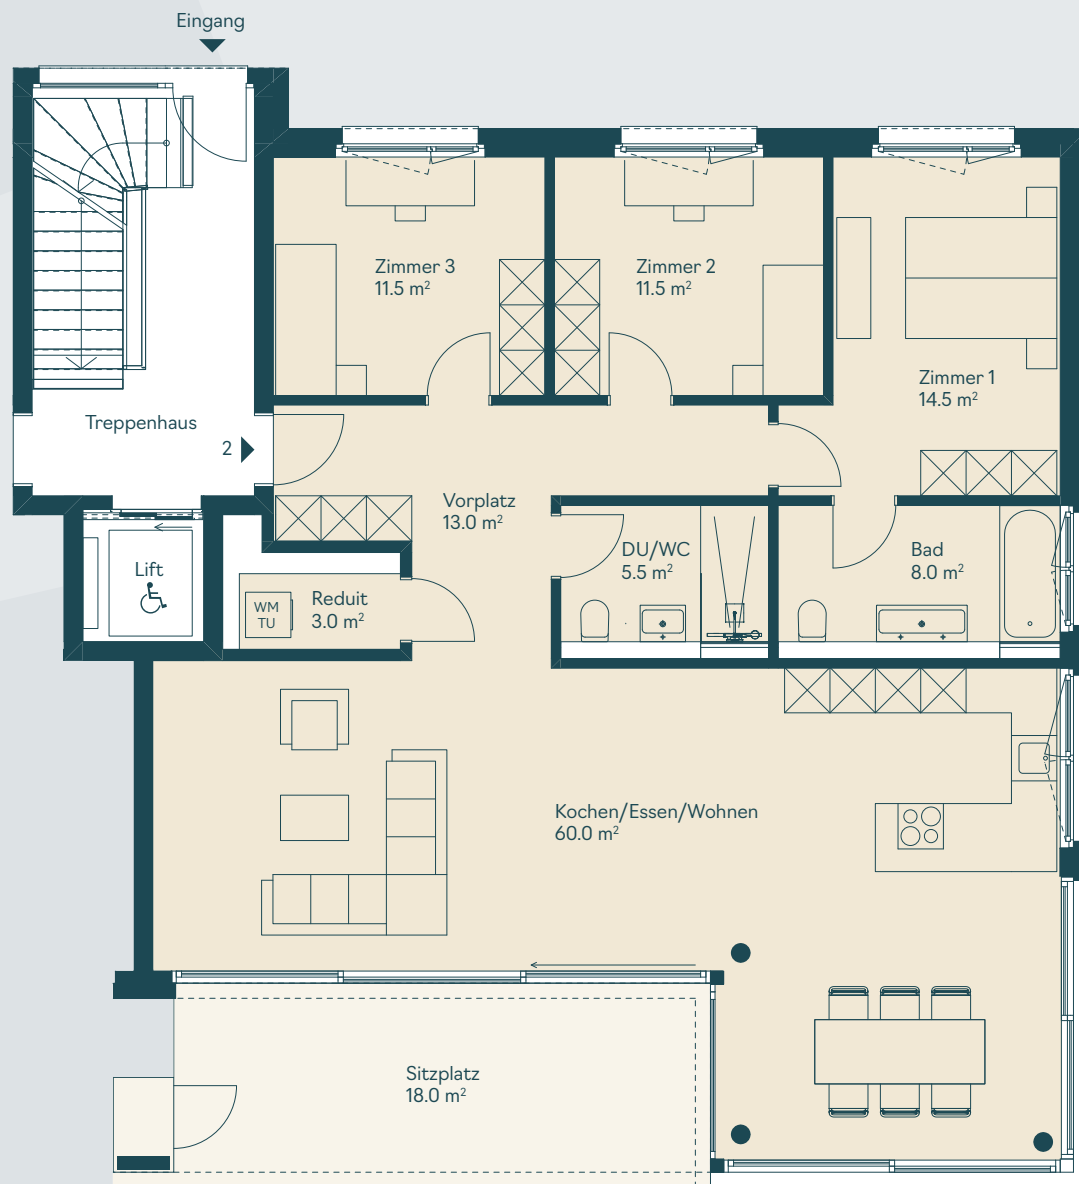 Eingang
Zimmer 3
11.5 m²
Zimmer 2
11.5 m²
Zimmer 1
14.5 m²
Treppenhaus
2
Vorplatz
13.0 m²
DU/WC
5.5 m²
Bad
8.0 m²
Lift
Reduit
3.0 m²
WM
TU
Kochen/Essen/Wohnen
60.0 m²
Sitzplatz
18.0 m²